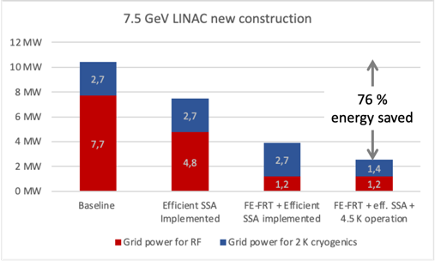 7.5 GeV LINAC new construction
12 MW
10 MW
8 MW
6 MW
4 MW
2 MW
0 MW
2,7
7,7
2,7
4,8
2,7
1,2
1,4
1,2
76 %
energy saved
Baseline
Efficient SSA
Implemented
FE-FRT + Efficient
SSA implemented
FE-FRT + eff. SSA +
4.5 K operation
Grid power for RF
Grid power for 2 K cryogenics